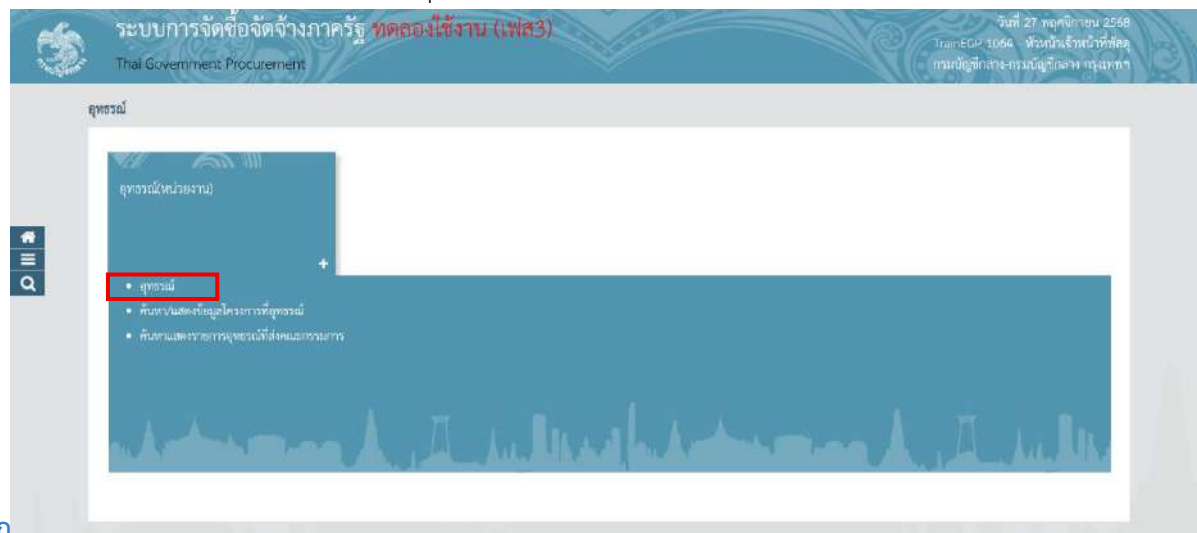 ระบบการจัดซื้อจัดจ้างภาครัฐ ทดลองใช้งาน (เฟส3)
Thai Government Procurement
วันที่ 27 พฤศจิกายน 2568
TrainEGP 1064 - หัวหน้าเจ้าหน้าที่พัสดุ
กรมบัญชีกลาง-กรมบัญชีกลาง กรุงเทพฯ
อุทธรณ์
อุทธรณ์(หน่วยงาน)
อุทธรณ์
ค้นหา/แสดงข้อมูลโครงการที่อุทธรณ์
ค้นหาแสดงรายการอุทธรณ์ที่ส่งคณะกรรมการ